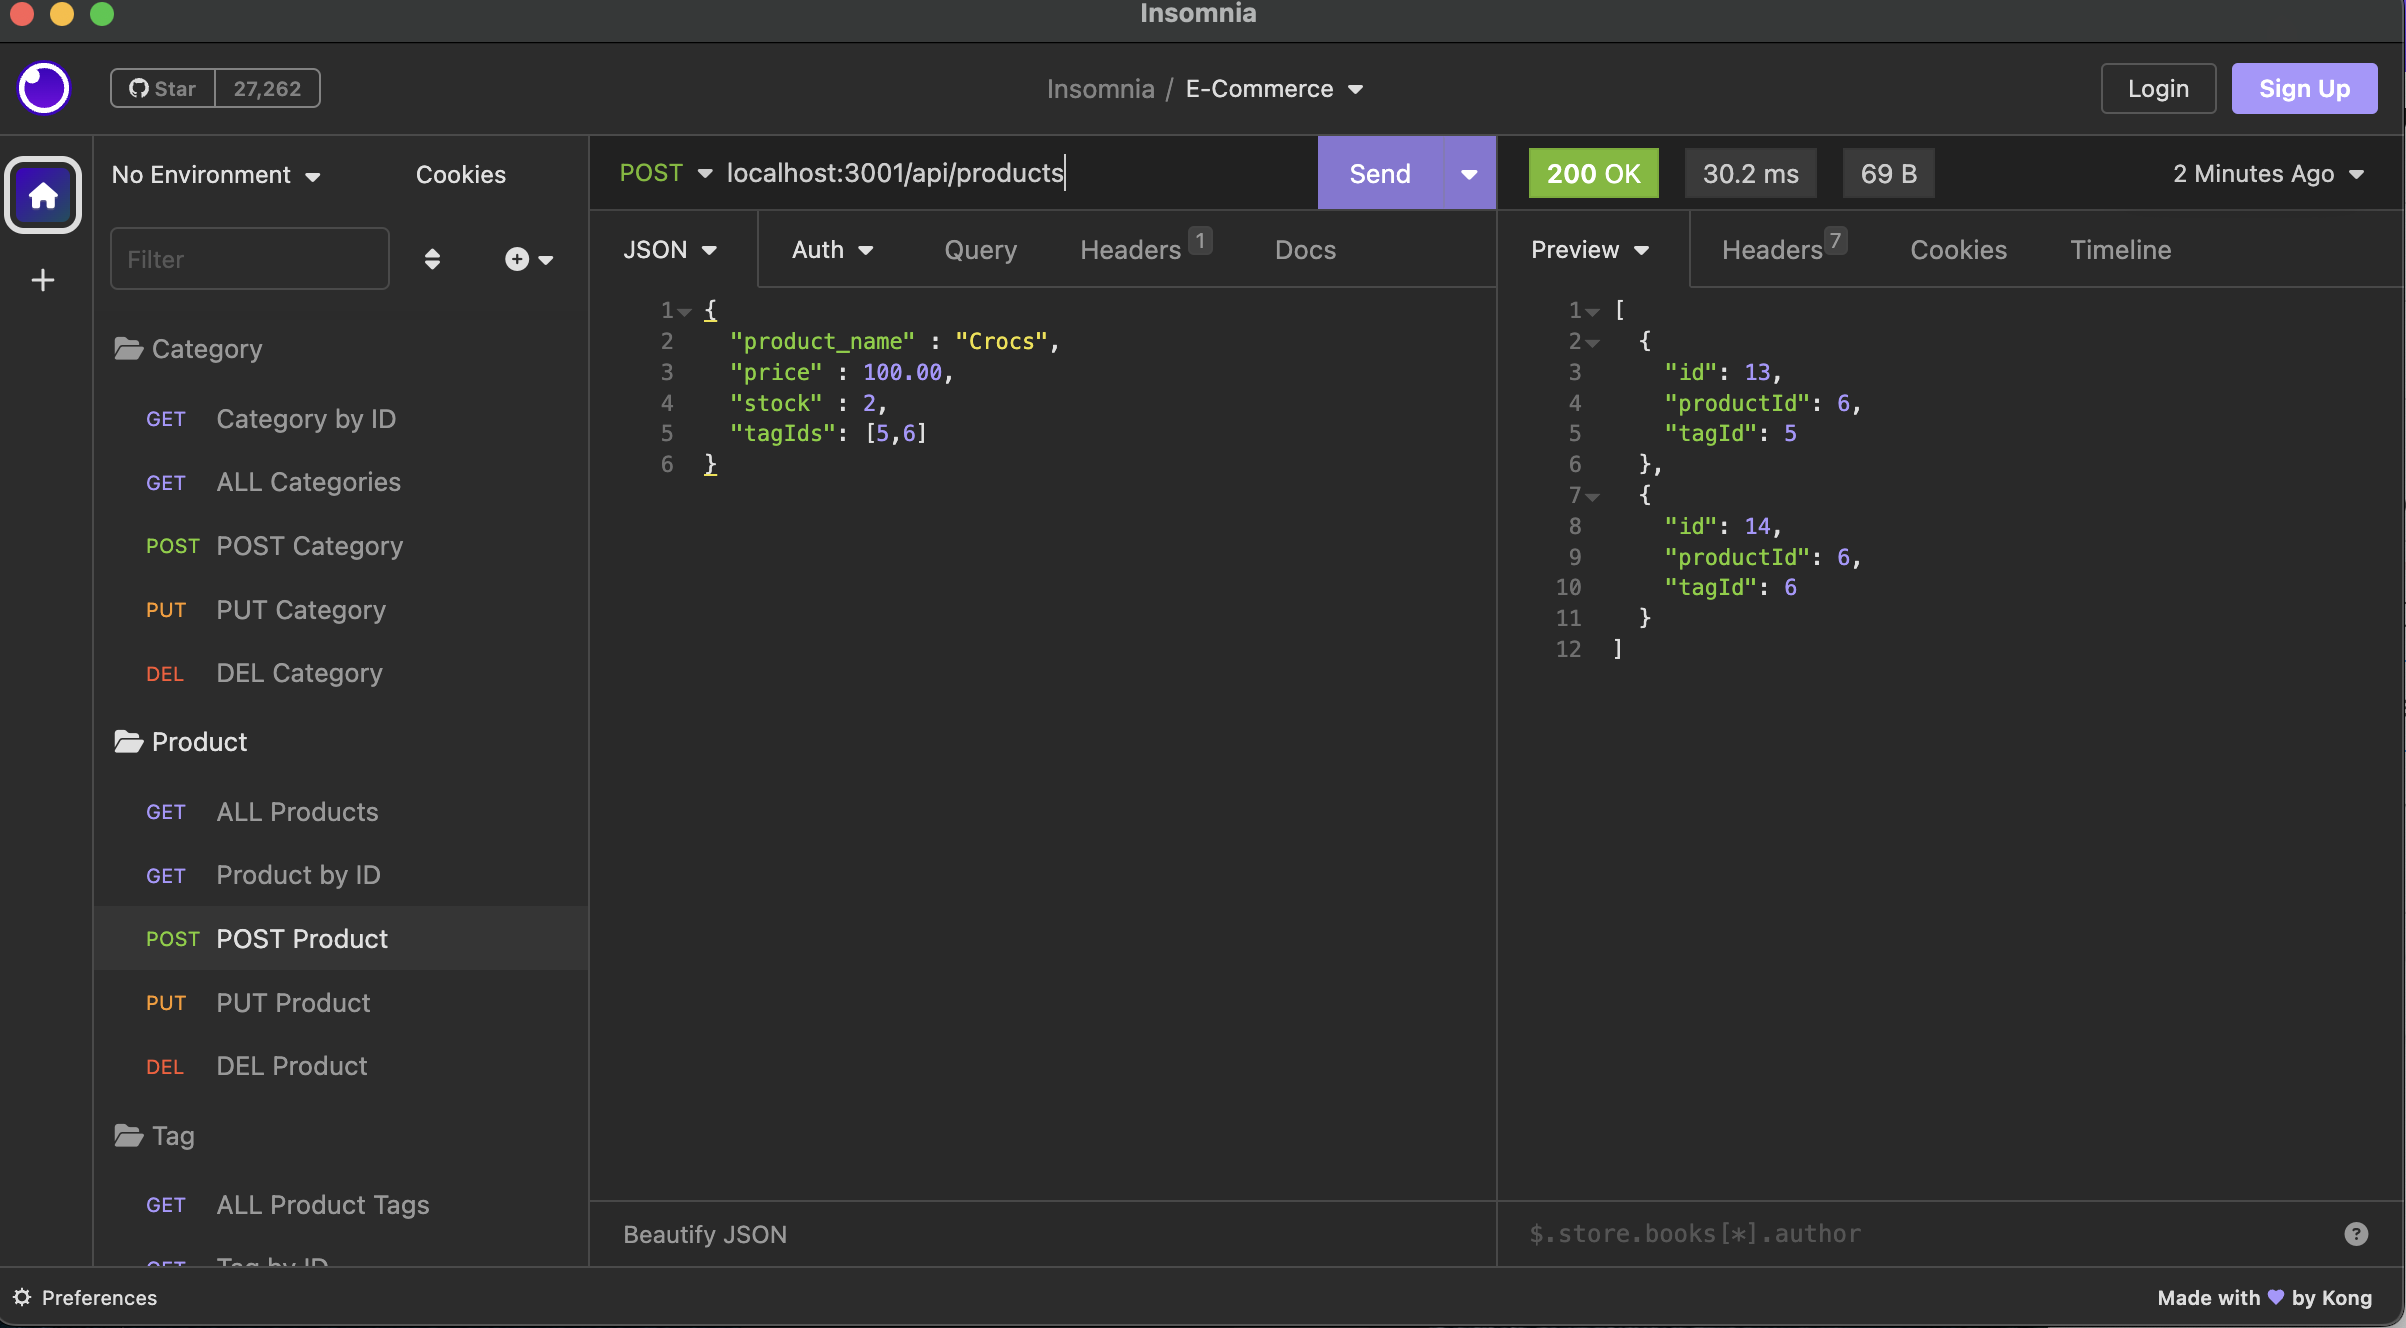 Insomnia
Star 27,262
Insomnia / E-Commerce
Login
Sign Up
No Environment
Cookies
Filter
Category
GET Category by ID
GET ALL Categories
POST POST Category
PUT PUT Category
DEL DEL Category
Product
GET ALL Products
GET Product by ID
POST POST Product
PUT PUT Product
DEL DEL Product
Tag
GET ALL Product Tags
GET Tag by ID
Preferences
POST localhost:3001/api/products
Send
JSON Auth Query Headers 1 Docs
1 {
2 "product_name" : "Crocs",
3 "price" : 100.00,
4 "stock" : 2,
5 "tagIds": [5,6]
6 }
Beautify JSON
200 OK 30.2 ms 69 B 2 Minutes Ago
Preview Headers 7 Cookies Timeline
1 [
2 {
3 "id": 13,
4 "productId": 6,
5 "tagId": 5
6 },
7 {
8 "id": 14,
9 "productId": 6,
10 "tagId": 6
11 }
12 ]
$.store.books[*].author
?
Made with 💜 by Kong